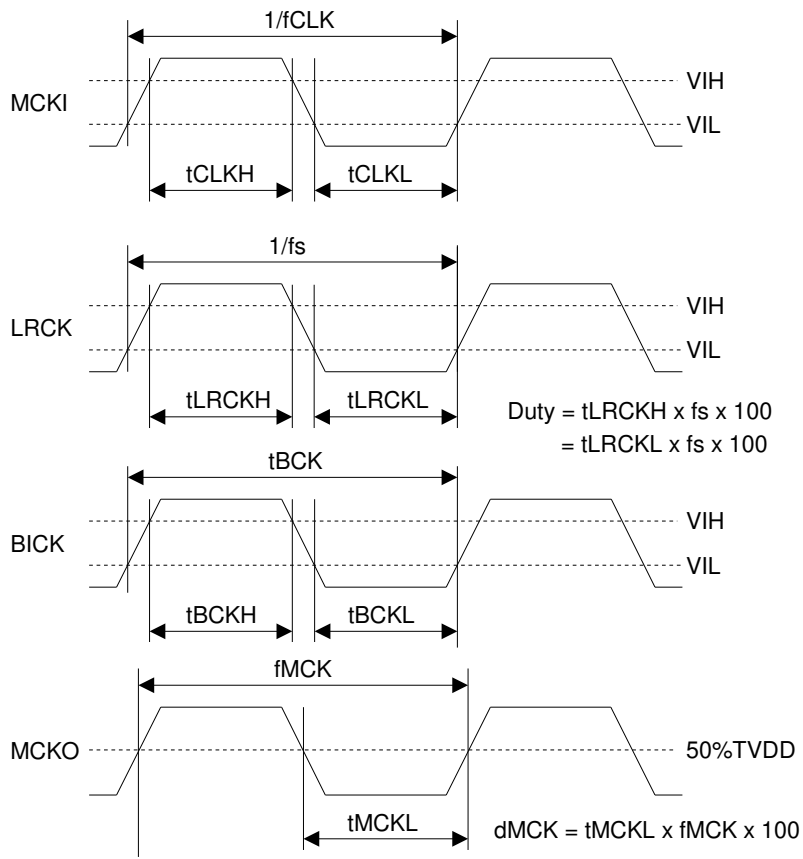 1/fCLK
VIH
MCKI
VIL
tCLKH tCLKL
1/fs
VIH
LRCK
VIL
tLRCKH tLRCKL
Duty = tLRCKH x fs x 100
= tLRCKL x fs x 100
tBCK
VIH
BICK
VIL
tBCKH tBCKL
fMCK
MCKO 50%TVDD
tMCKL
dMCK = tMCKL x fMCK x 100